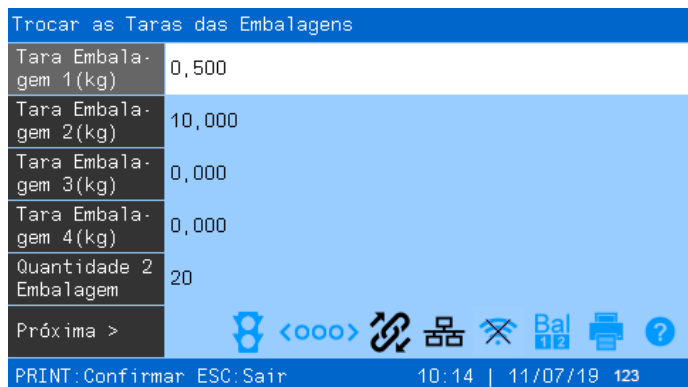 Trocar as Taras das Embalagens
Tara Embala-
gem 1(kg)
0,500
Tara Embala-
gem 2(kg)
10,000
Tara Embala-
gem 3(kg)
0,000
Tara Embala-
gem 4(kg)
0,000
Quantidade 2
Embalagem
20
Próxima >
<ooo>
Bal
1 2
?
PRINT:Confirmar ESC:Sair
10:14 | 11/07/19 123